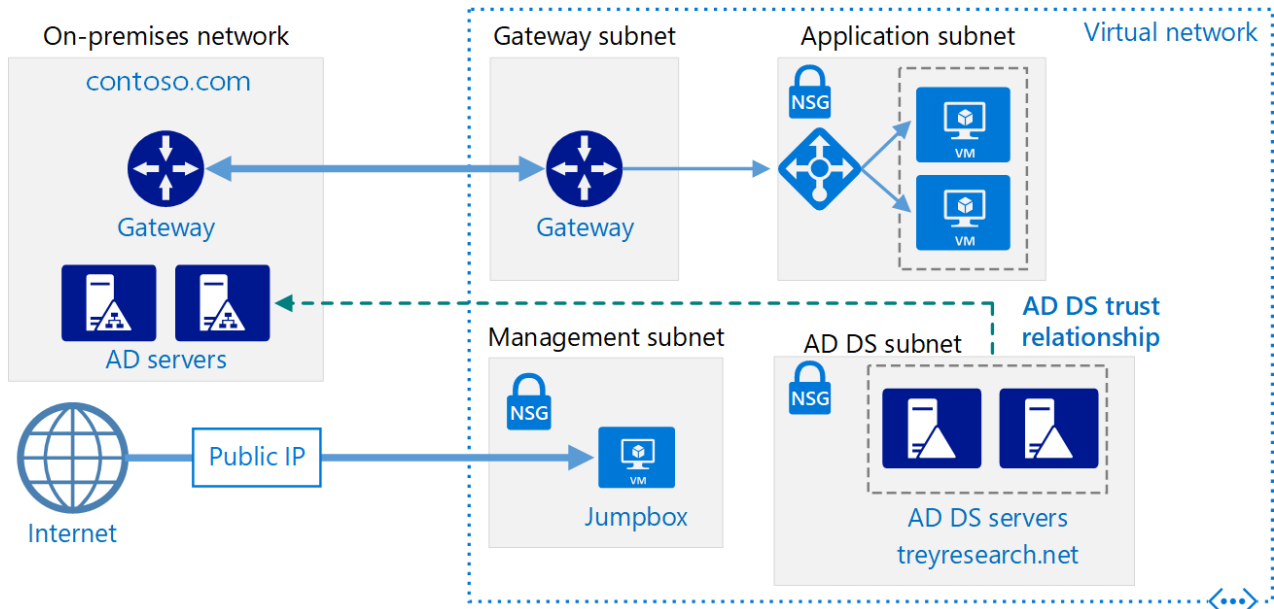 On-premises network
contoso.com
Gateway
AD servers
Internet
Public IP
Virtual network
Gateway subnet
Gateway
Application subnet
NSG
VM
VM
AD DS trust
relationship
Management subnet
NSG
VM
Jumpbox
AD DS subnet
NSG
AD DS servers
treyresearch.net